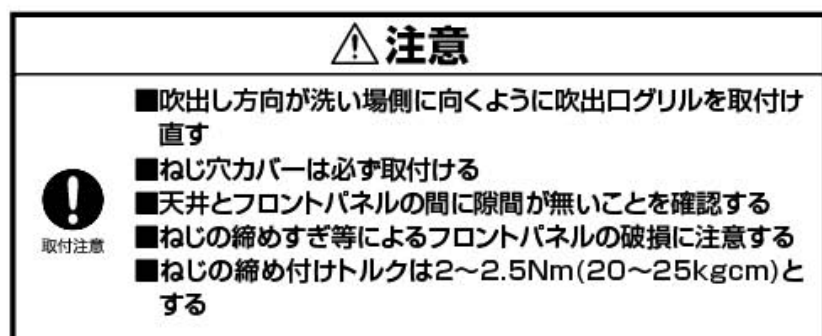 注意
■吹出し方向が洗い場側に向くように吹出口グリルを取付け
直す
■ねじ穴カバーは必ず取付ける
■天井とフロントパネルの間に隙間が無いことを確認する
取付注意
■ねじの締めすぎ等によるフロントパネルの破損に注意する
■ねじの締め付けトルクは2〜2.5Nm(20〜25kgcm)と
する